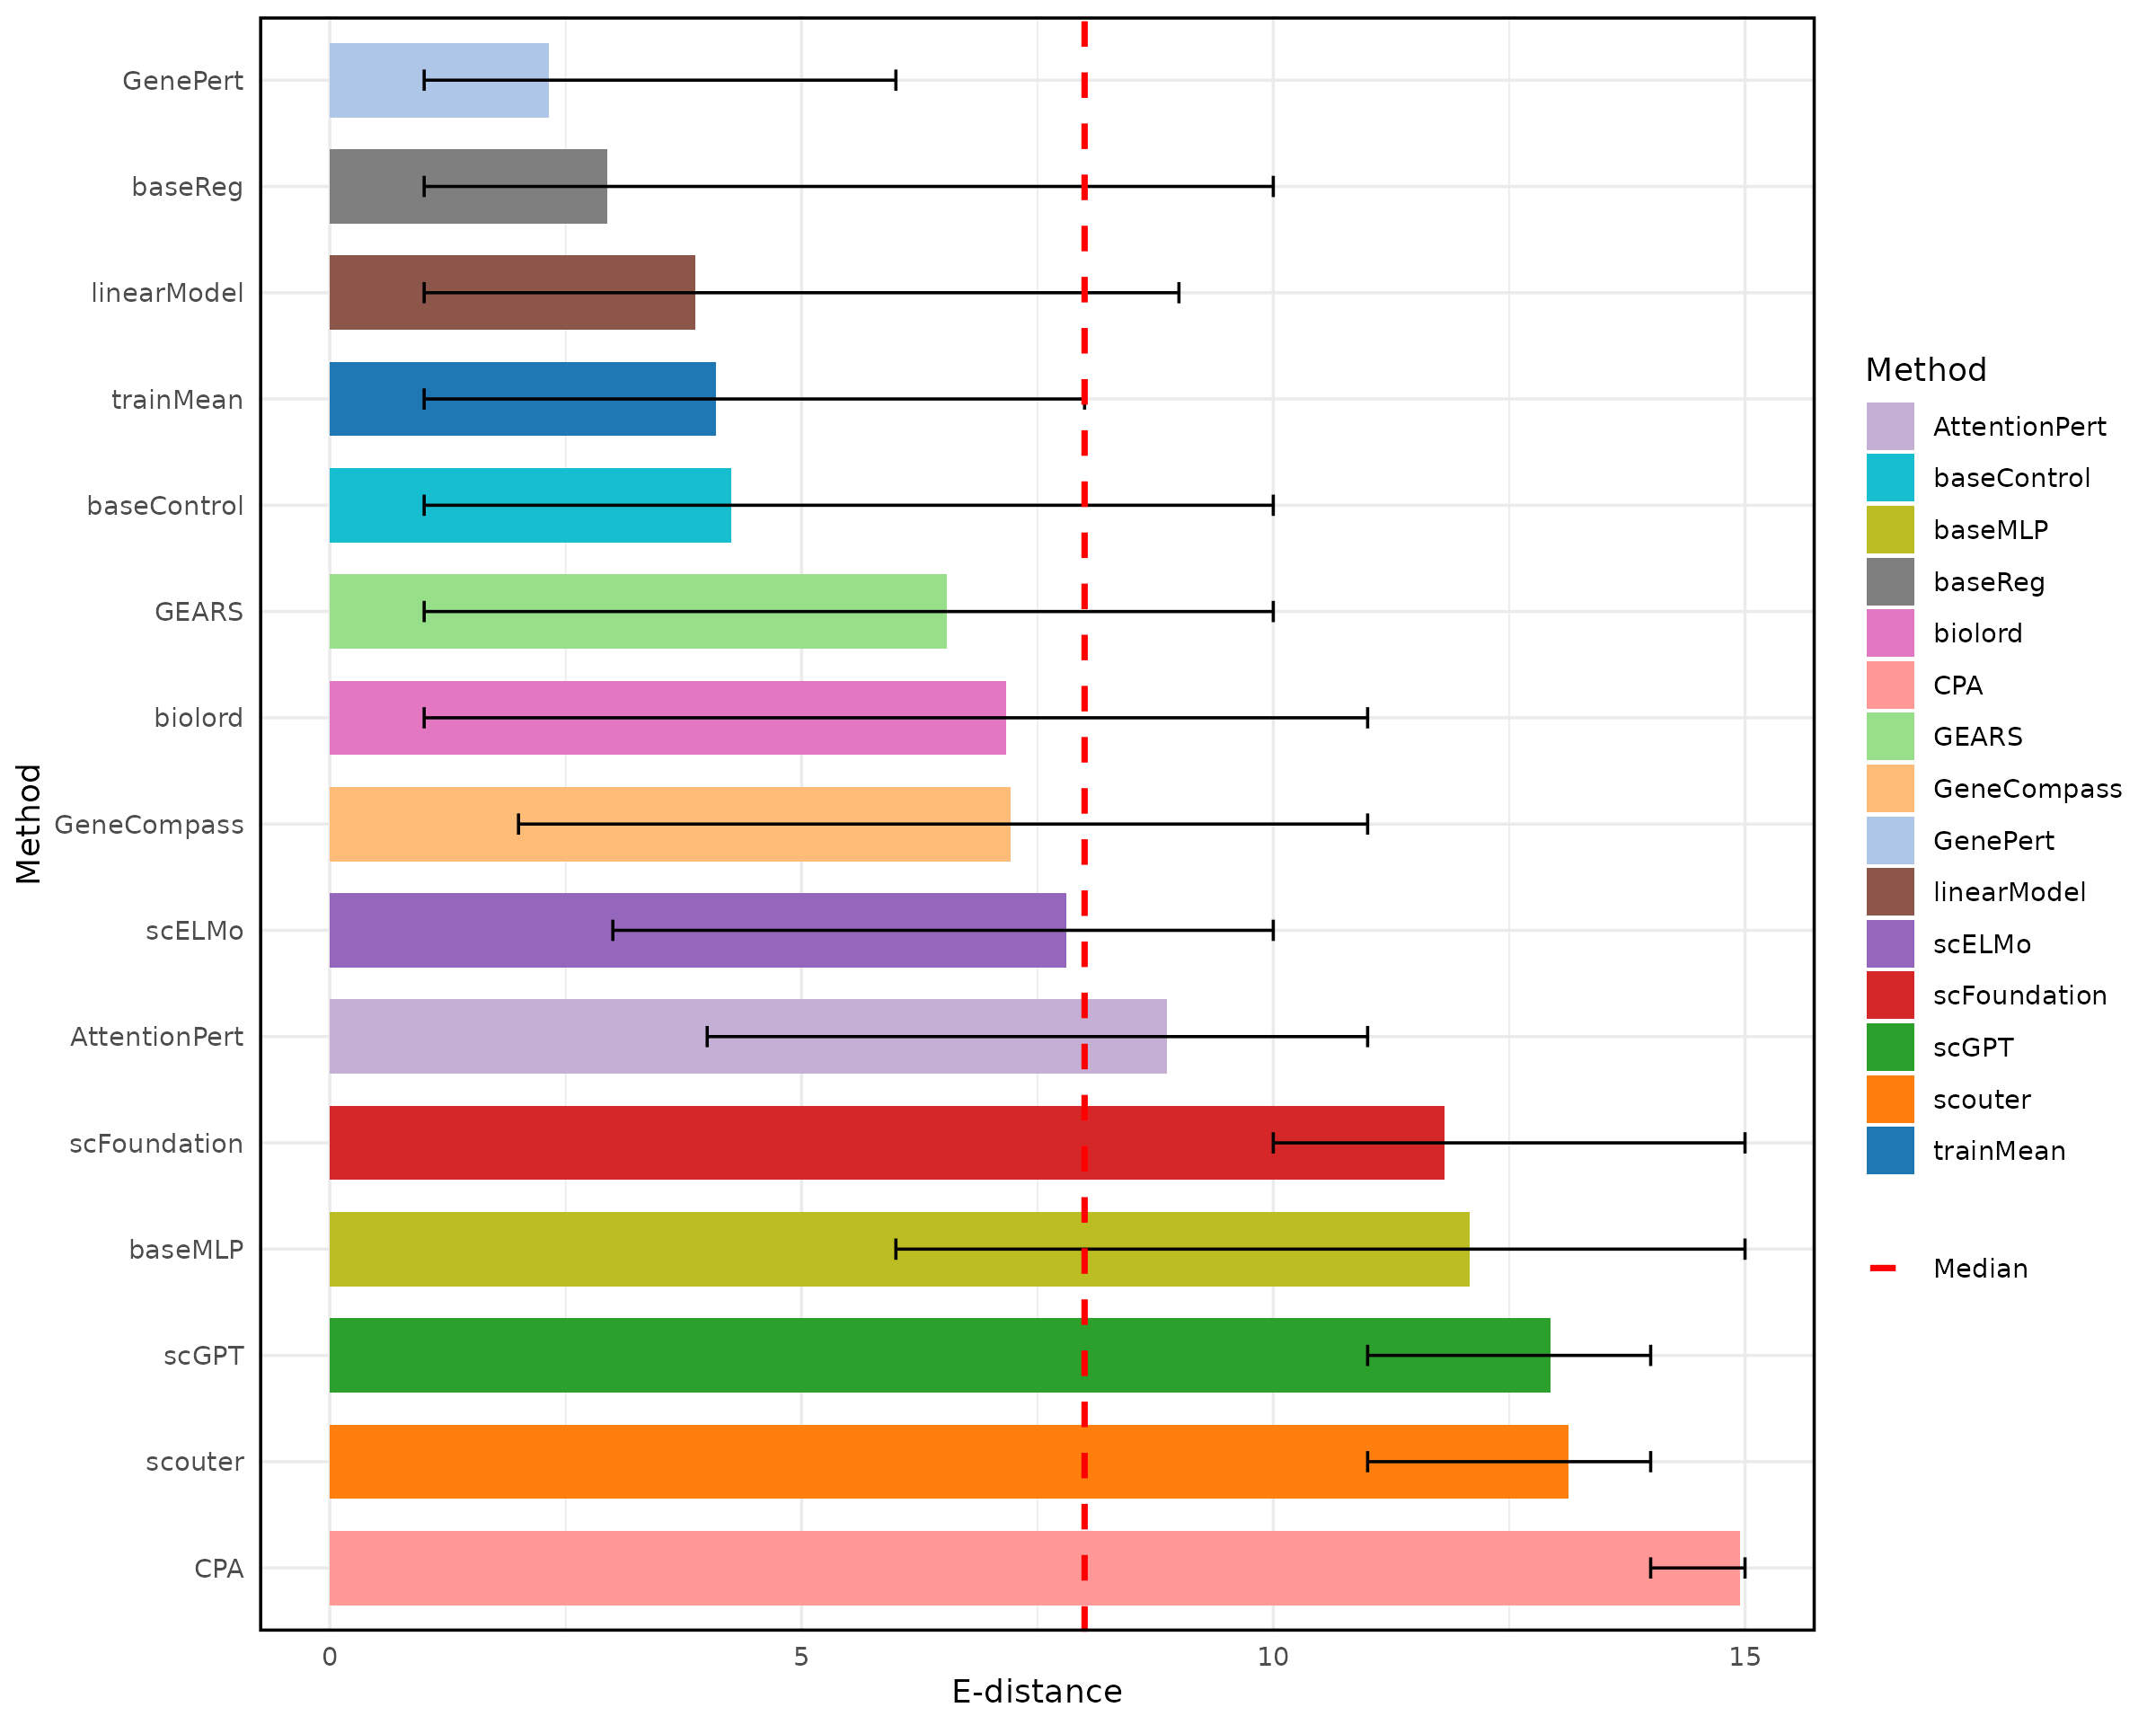 GenePert
baseReg
linearModel
trainMean
baseControl
GEARS
biolord
GeneCompass
scELMo
AttentionPert
scFoundation
baseMLP
scGPT
scouter
CPA
Method
0 5 10 15
E-distance
Method
AttentionPert
baseControl
baseMLP
baseReg
biolord
CPA
GEARS
GeneCompass
GenePert
linearModel
scELMo
scFoundation
scGPT
scouter
trainMean
Median